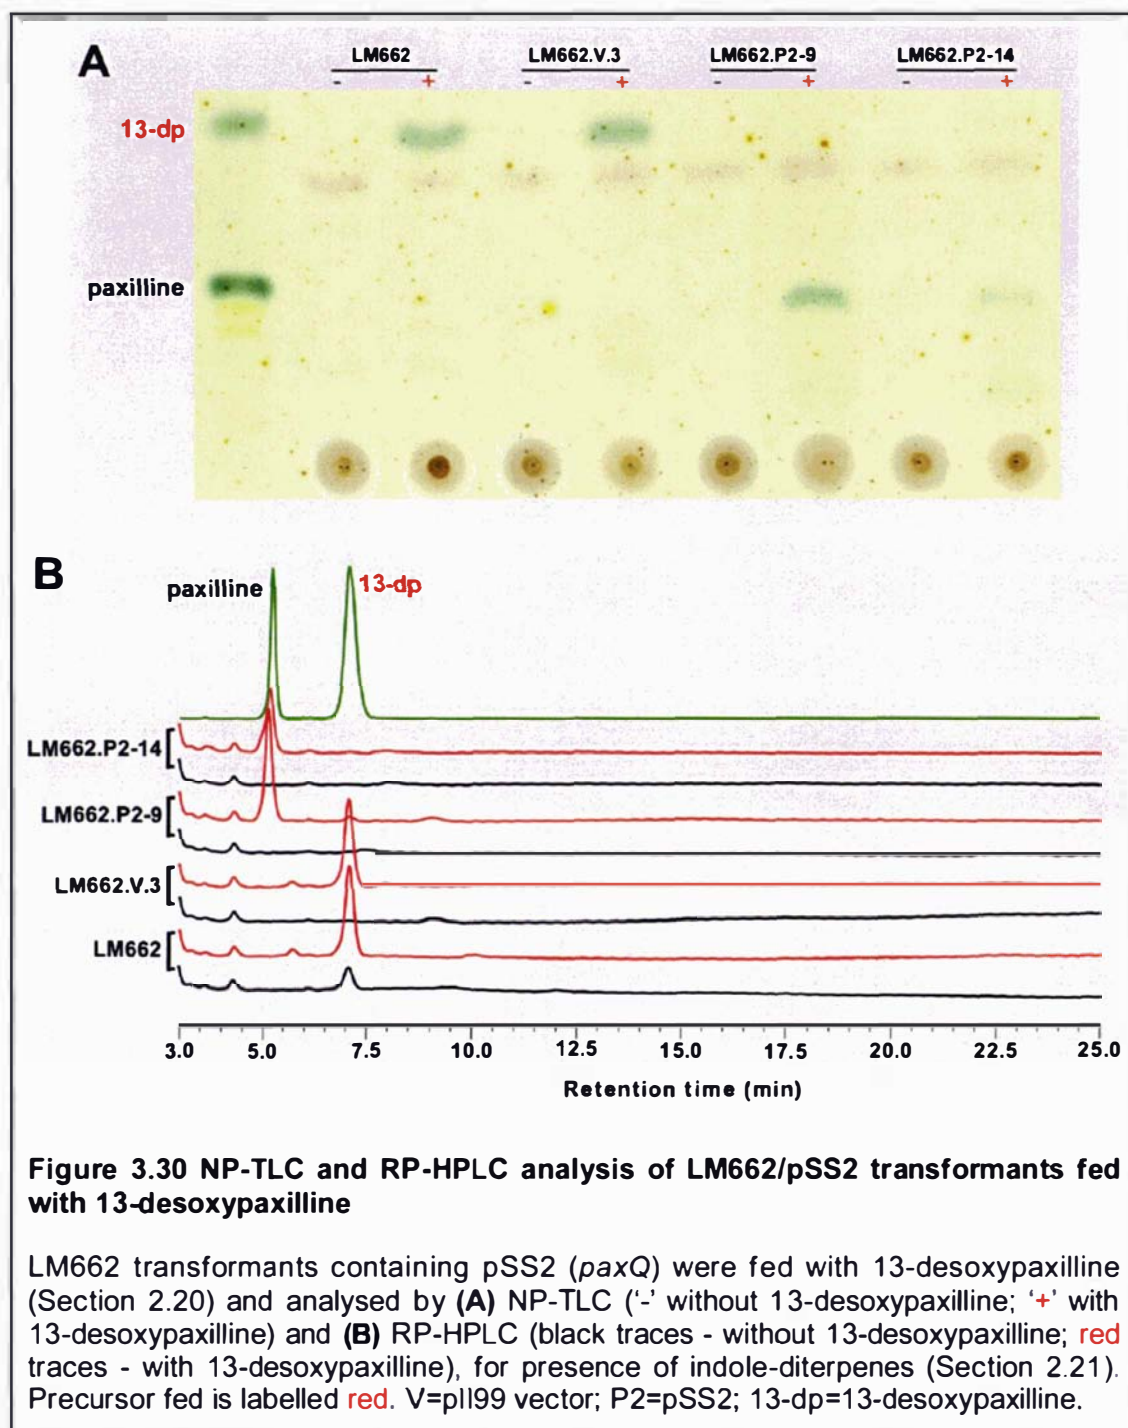 A
LM662 LM662.V.3 LM662.P2-9 LM662.P2-14
- + - + - + - +
13-dp
paxilline
B
paxilline 13-dp
LM662.P2-14
LM662.P2-9
LM662.V.3
LM662
3.0 5.0 7.5 10.0 12.5 15.0 17.5 20.0 22.5 25.0
Retention time (min)
Figure 3.30 NP-TLC and RP-HPLC analysis of LM662/pSS2 transformants fed
with 13-desoxypaxilline
LM662 transformants containing pSS2 (paxQ) were fed with 13-desoxypaxilline
(Section 2.20) and analysed by (A) NP-TLC ('-' without 13-desoxypaxilline; '+' with
13-desoxypaxilline) and (B) RP-HPLC (black traces - without 13-desoxypaxilline; red
traces - with 13-desoxypaxilline), for presence of indole-diterpenes (Section 2.21).
Precursor fed is labelled red. V=pII99 vector; P2=pSS2; 13-dp=13-desoxypaxilline.